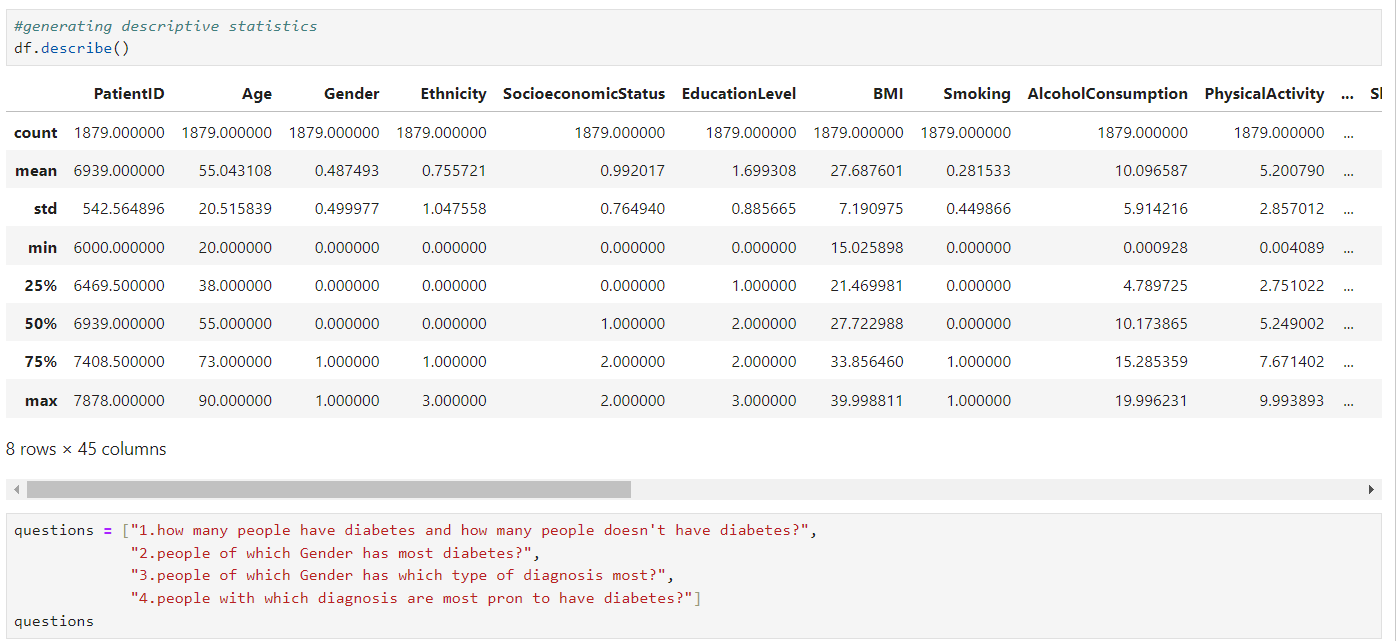 #generating descriptive statistics
df.describe()
PatientID Age Gender Ethnicity SocioeconomicStatus EducationLevel BMI Smoking AlcoholConsumption PhysicalActivity ...
count 1879.000000 1879.000000 1879.000000 1879.000000 1879.000000 1879.000000 1879.000000 1879.000000 1879.000000 1879.000000 ...
mean 6939.000000 55.043108 0.487493 0.755721 0.992017 1.699308 27.687601 0.281533 10.096587 5.200790 ...
std 542.564896 20.515839 0.499977 1.047558 0.764940 0.885665 7.190975 0.449866 5.914216 2.857012 ...
min 6000.000000 20.000000 0.000000 0.000000 0.000000 0.000000 15.025898 0.000000 0.000928 0.004089 ...
25% 6469.500000 38.000000 0.000000 0.000000 0.000000 1.000000 21.469981 0.000000 4.789725 2.751022 ...
50% 6939.000000 55.000000 0.000000 0.000000 1.000000 2.000000 27.722988 0.000000 10.173865 5.249002 ...
75% 7408.500000 73.000000 1.000000 1.000000 2.000000 2.000000 33.856460 1.000000 15.285359 7.671402 ...
max 7878.000000 90.000000 1.000000 3.000000 2.000000 3.000000 39.998811 1.000000 19.996231 9.993893 ...
8 rows × 45 columns
questions = ["1.how many people have diabetes and how many people doesn't have diabetes?",
"2.people of which Gender has most diabetes?",
"3.people of which Gender has which type of diagnosis most?",
"4.people with which diagnosis are most pron to have diabetes?"]
questions